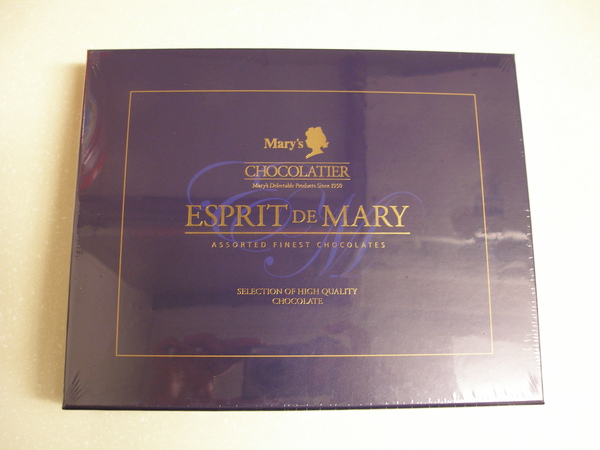 Mary's
CHOCOLATIER
Mary's Delectable Products Since 1950
ESPRIT DE MARY
ASSORTED FINEST CHOCOLATES
SELECTION OF HIGH QUALITY
CHOCOLATE